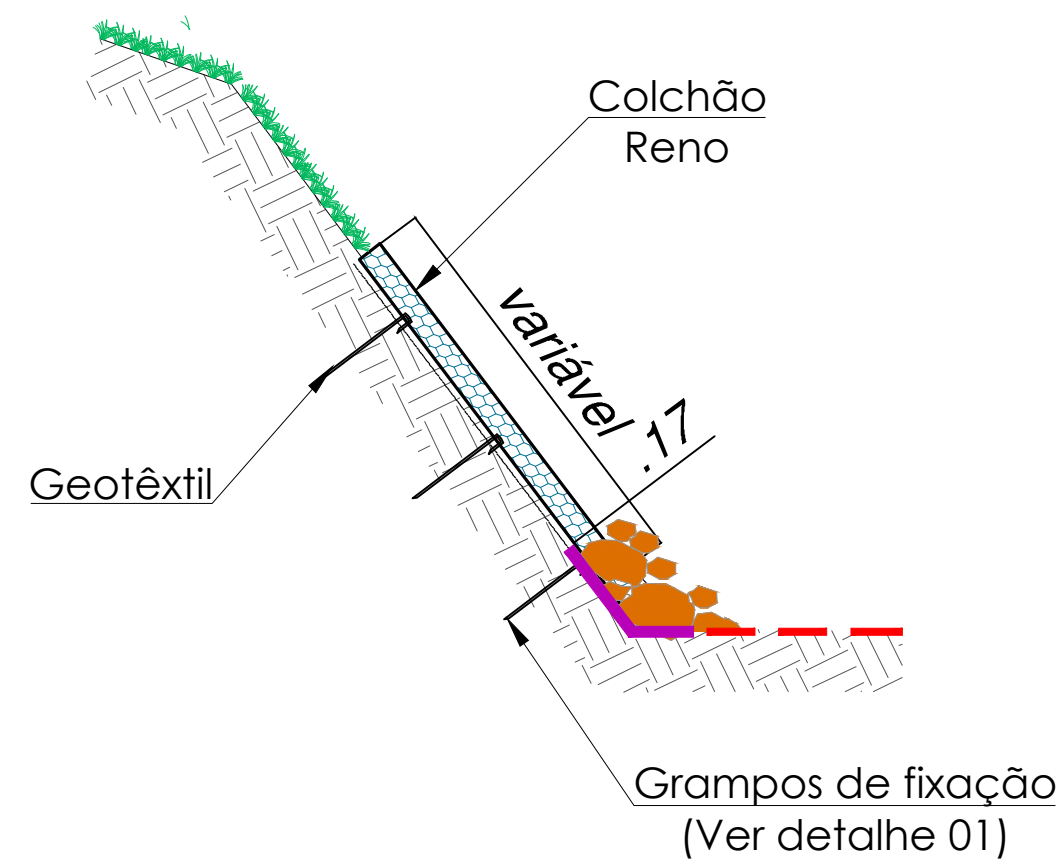 Colchão
Reno
variável
.17
Geotêxtil
Grampos de fixação
(Ver detalhe 01)